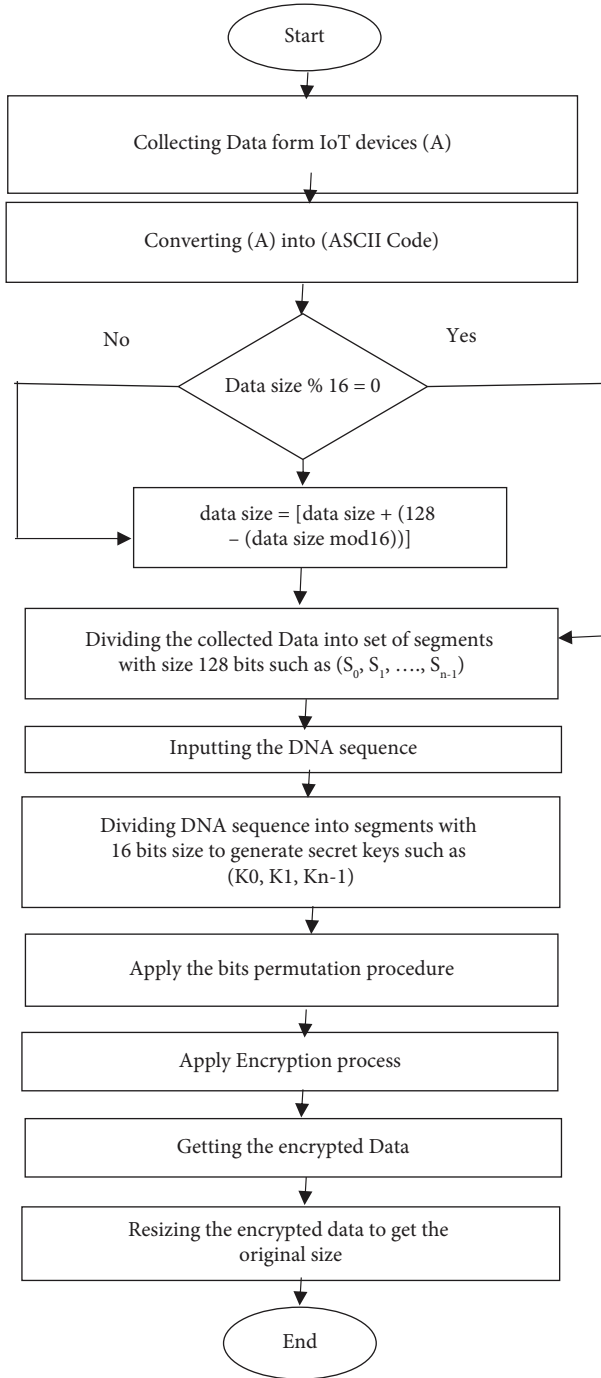 Start
Collecting Data form IoT devices (A)
Converting (A) into (ASCII Code)
No
Yes
Data size % 16 = 0
data size = [data size + (128
– (data size mod16))]
Dividing the collected Data into set of segments
with size 128 bits such as (S₀, S₁, …., Sₙ₋₁)
Inputting the DNA sequence
Dividing DNA sequence into segments with
16 bits size to generate secret keys such as
(K0, K1, Kn-1)
Apply the bits permutation procedure
Apply Encryption process
Getting the encrypted Data
Resizing the encrypted data to get the
original size
End